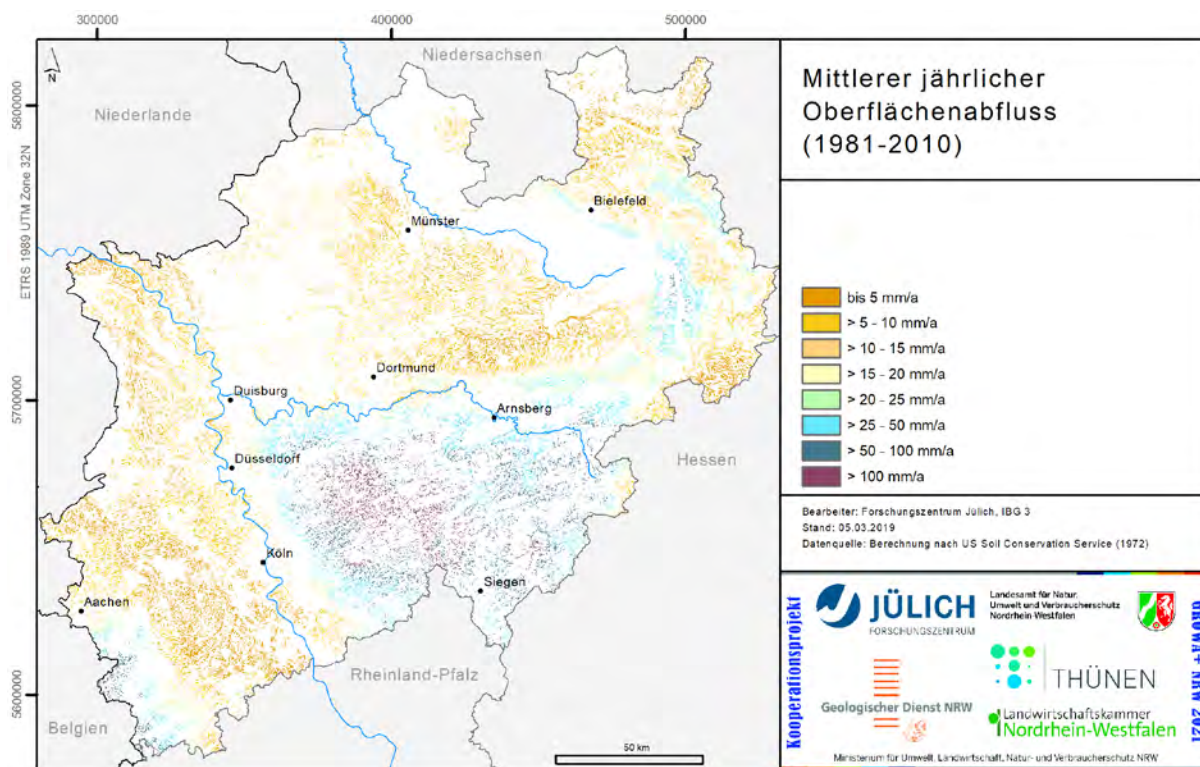 300000
400000
500000
Niedersachsen
N
Niederlande
5800000
ETRS 1989 UTM Zone 32N
Bielefeld
Münster
Dortmund
Duisburg
5700000
Arnsberg
Düsseldorf
Hessen
Köln
Siegen
Aachen
Rheinland-Pfalz
5600000
Belgien
50 km
Mittlerer jährlicher
Oberflächenabfluss
(1981-2010)
bis 5 mm/a
> 5 - 10 mm/a
> 10 - 15 mm/a
> 15 - 20 mm/a
> 20 - 25 mm/a
> 25 - 50 mm/a
> 50 - 100 mm/a
> 100 mm/a
Bearbeiter: Forschungszentrum Jülich, IBG 3
Stand: 05.03.2019
Datenquelle: Berechnung nach US Soil Conservation Service (1972)
Kooperationsprojekt
JÜLICH
FORSCHUNGSZENTRUM
Landesamt für Natur,
Umwelt und Verbraucherschutz
Nordrhein-Westfalen
THÜNEN
Geologischer Dienst NRW
Landwirtschaftskammer
Nordrhein-Westfalen
GROWA+ NRW 2021
Ministerium für Umwelt, Landwirtschaft, Natur- und Verbraucherschutz NRW